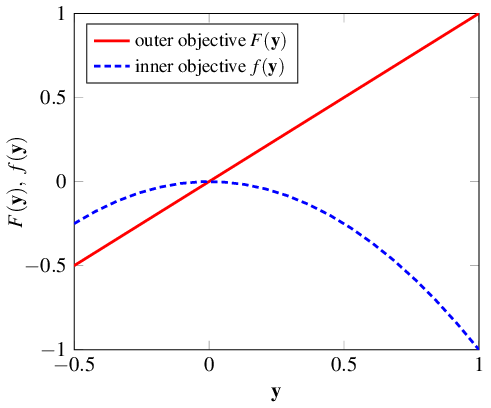 outer objective F(y)
inner objective f(y)
1
0.5
0
−0.5
−1
F(y), f(y)
−0.5
0
0.5
1
y